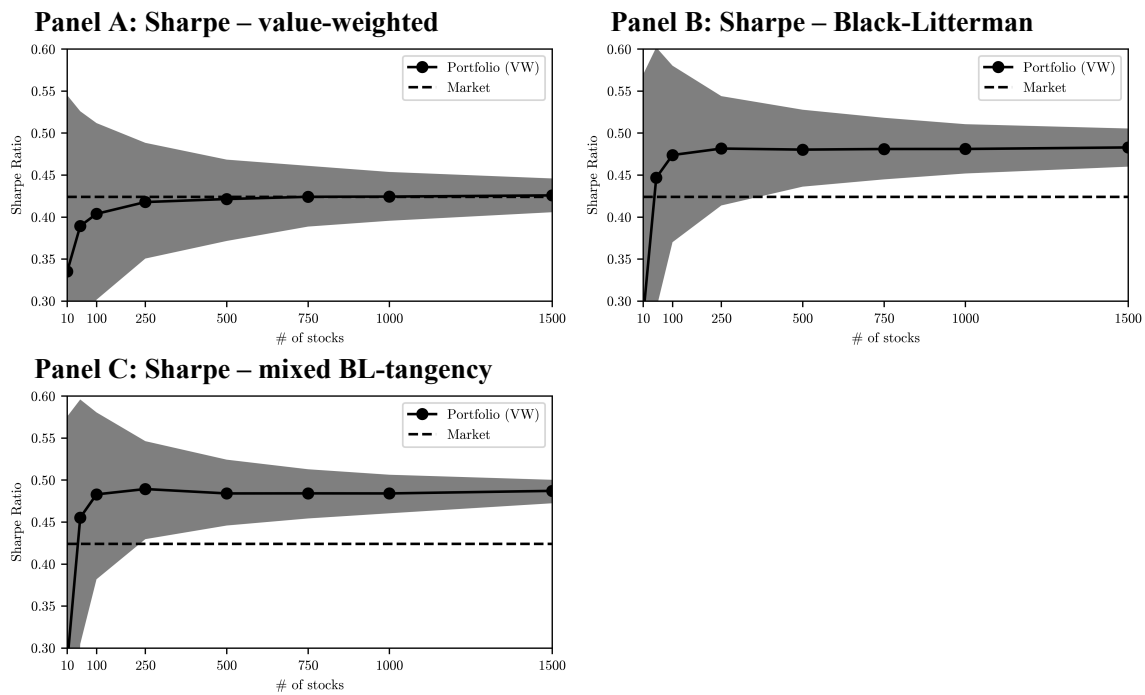 Panel A: Sharpe – value-weighted
0.60
0.55
0.50
0.45
0.40
0.35
0.30
Sharpe Ratio
Portfolio (VW)
Market
10 100 250 500 750 1000 1500
# of stocks
Panel B: Sharpe – Black-Litterman
0.60
0.55
0.50
0.45
0.40
0.35
0.30
Sharpe Ratio
Portfolio (VW)
Market
10 100 250 500 750 1000 1500
# of stocks
Panel C: Sharpe – mixed BL-tangency
0.60
0.55
0.50
0.45
0.40
0.35
0.30
Sharpe Ratio
Portfolio (VW)
Market
10 100 250 500 750 1000 1500
# of stocks